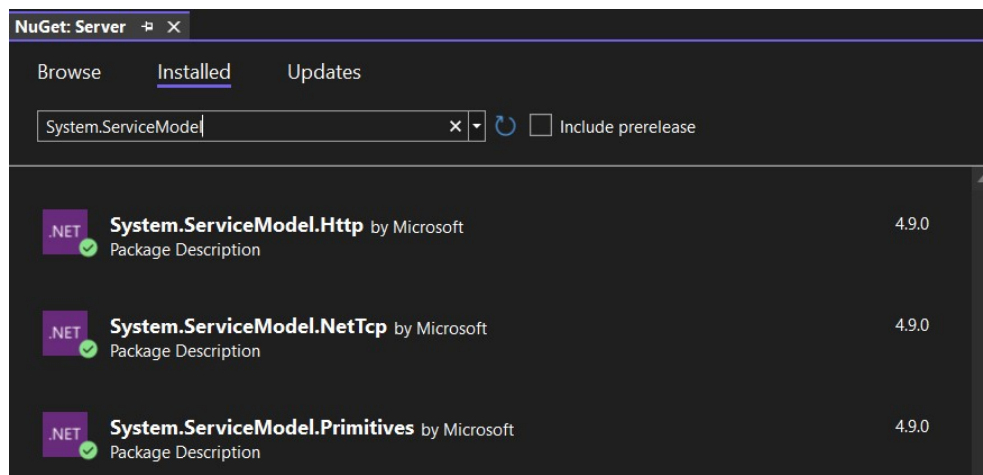 NuGet: Server
Browse Installed Updates
System.ServiceModel Include prerelease
.NET System.ServiceModel.Http by Microsoft 4.9.0
Package Description
.NET System.ServiceModel.NetTcp by Microsoft 4.9.0
Package Description
.NET System.ServiceModel.Primitives by Microsoft 4.9.0
Package Description